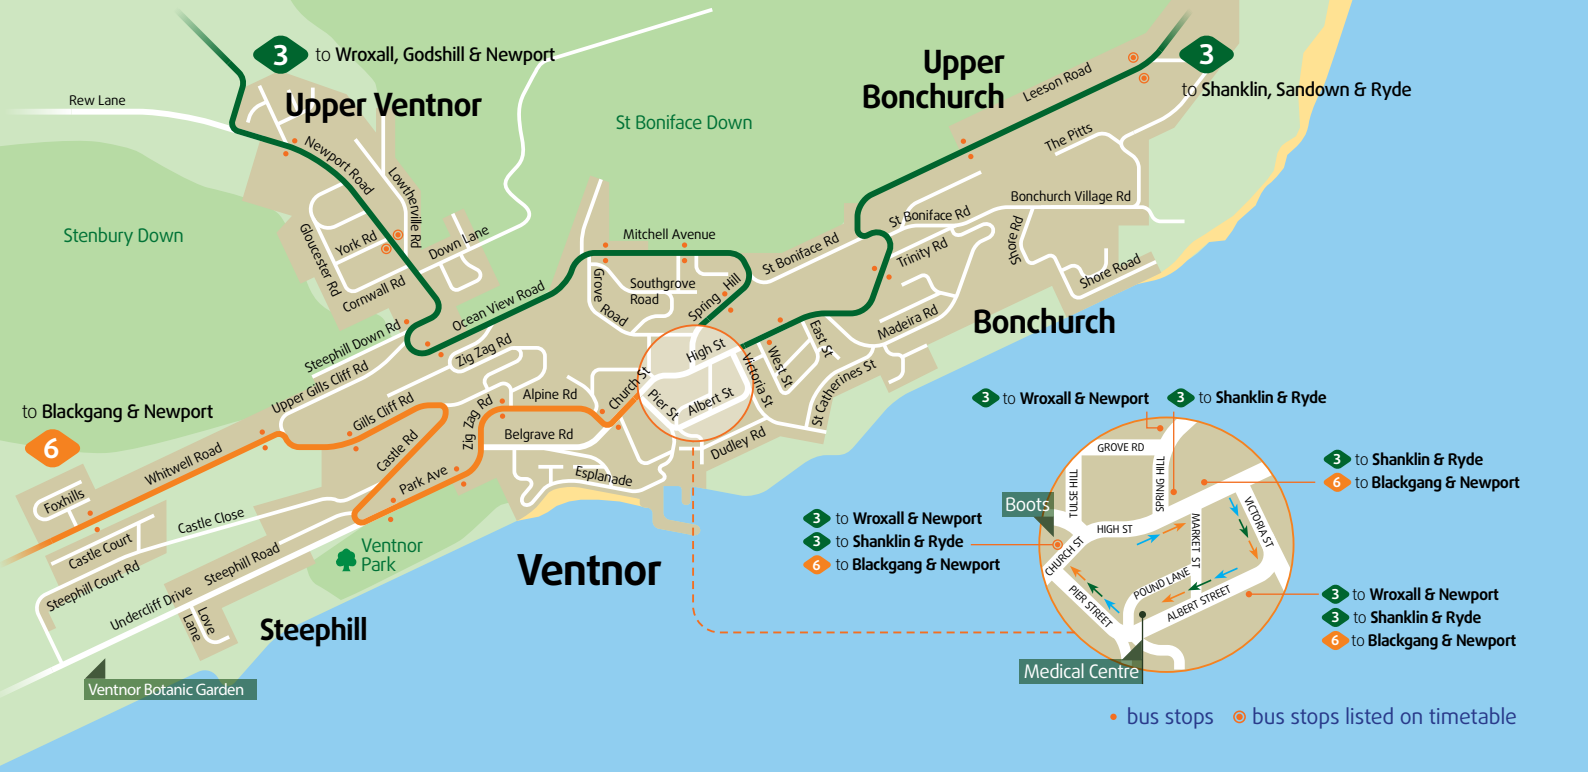 3 to Wroxall, Godshill & Newport
Upper Ventnor
Rew Lane
Newport Road
Lowtherville Rd
Gloucester Rd
York Rd
Cornwall Rd
Down Lane
Stenbury Down
St Boniface Down
Upper
Bonchurch
Leeson Road
3
to Shanklin, Sandown & Ryde
The Pitts
Bonchurch Village Rd
St Boniface Rd
St Boniface Rd
Trinity Rd
Shore Rd
Shore Road
Bonchurch
Mitchell Avenue
Southgrove
Road
Grove Road
Spring Hill
Ocean View Road
Steephill Down Rd
Upper Gills Cliff Rd
Zig Zag Rd
Gills Cliff Rd
Zig Zag Rd
Alpine Rd
Church St
High St
Pier St
Albert St
Victoria St
West St
East St
Madeira Rd
St Catherines St
Dudley Rd
Belgrave Rd
Esplanade
Castle Rd
Park Ave
to Blackgang & Newport
6
Whitwell Road
Foxhills
Castle Court
Castle Close
Steephill Court Rd
Steephill Road
Undercliff Drive
Love
Lane
Ventnor
Park
Ventnor
Steephill
Ventnor Botanic Garden
3 to Wroxall & Newport
3 to Shanklin & Ryde
3 to Shanklin & Ryde
6 to Blackgang & Newport
3 to Wroxall & Newport
3 to Shanklin & Ryde
6 to Blackgang & Newport
3 to Wroxall & Newport
3 to Shanklin & Ryde
6 to Blackgang & Newport
Boots
GROVE RD
TULSE HILL
SPRING HILL
HIGH ST
CHURCH ST
MARKET ST
VICTORIA ST
POUND LANE
PIER STREET
ALBERT STREET
Medical Centre
bus stops
bus stops listed on timetable